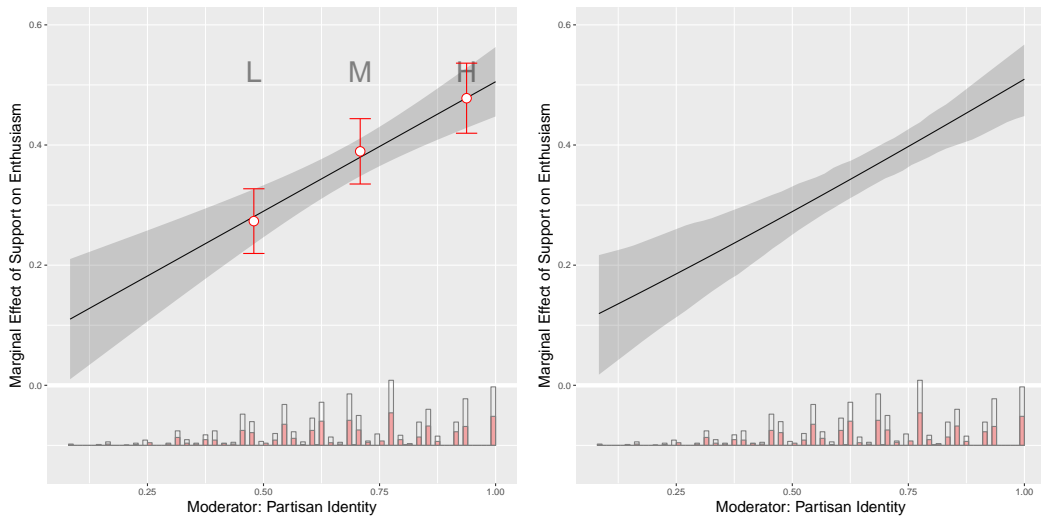 0.6
0.4
0.2
0.0
Marginal Effect of Support on Enthusiasm
L M H
0.25 0.50 0.75 1.00
Moderator: Partisan Identity
0.6
0.4
0.2
0.0
Marginal Effect of Support on Enthusiasm
0.25 0.50 0.75 1.00
Moderator: Partisan Identity